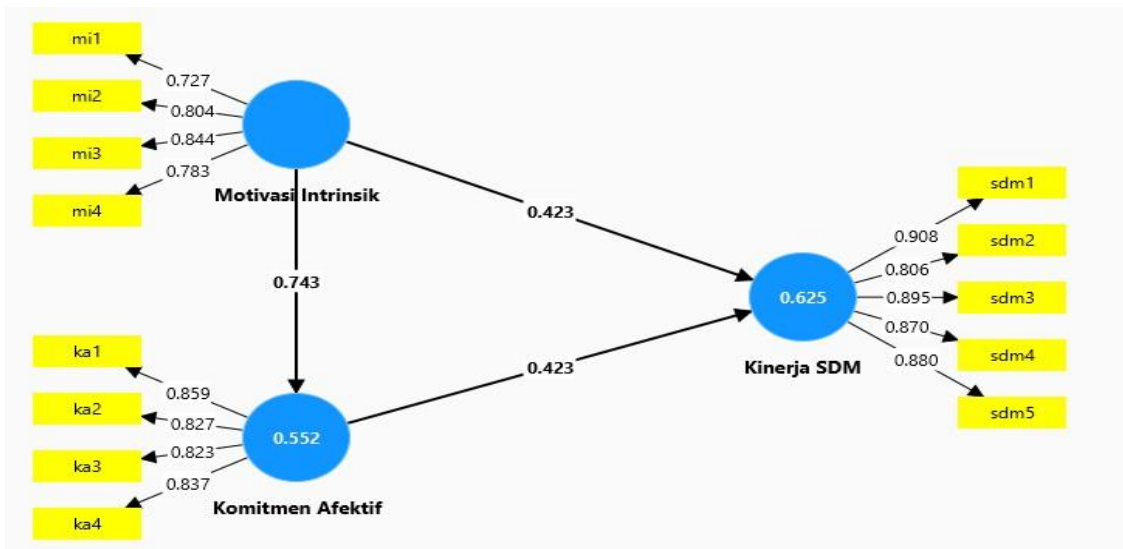 mi1
0.727
mi2
0.804
mi3
0.844
mi4
0.783
Motivasi Intrinsik
0.423
0.743
sdm1
0.908
sdm2
0.806
sdm3
0.895
0.625
sdm4
0.870
sdm5
0.880
Kinerja SDM
0.423
ka1
0.859
ka2
0.827
ka3
0.823
ka4
0.837
0.552
Komitmen Afektif